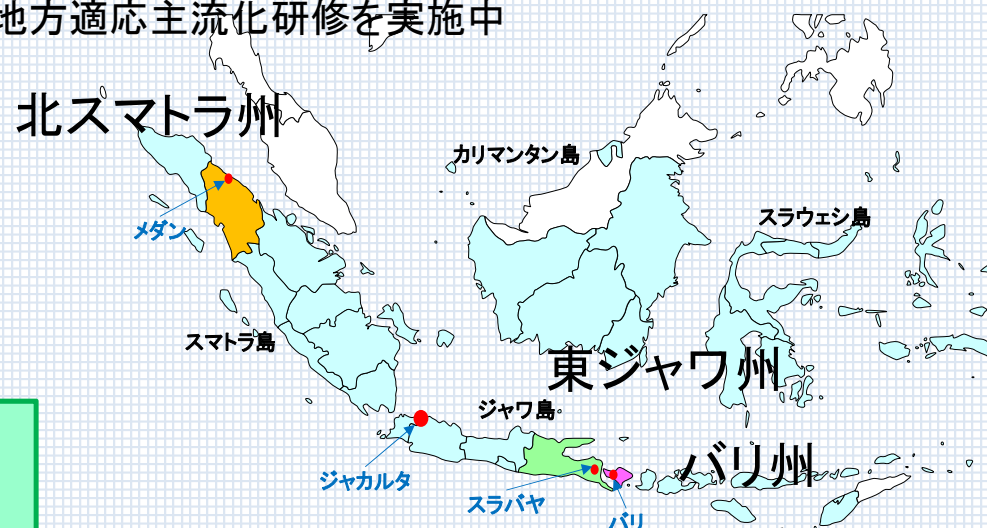 地方適応主流化研修を実施中
北スマトラ州
カリマンタン島
スラウェシ島
メダン
スマトラ島
東ジャワ州
ジャワ島
バリ州
ジャカルタ
スラバヤ
バリ